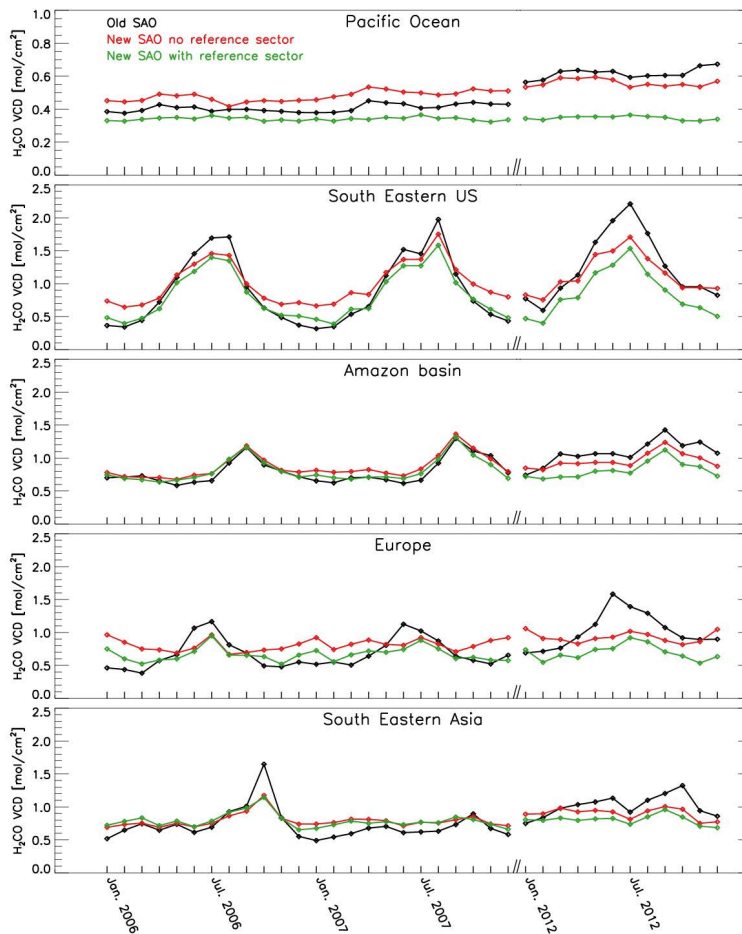 Pacific Ocean
Old SAO
New SAO no reference sector
New SAO with reference sector
H₂CO VCD [mol/cm²]
1.0
0.8
0.6
0.4
0.2
0.0
South Eastern US
H₂CO VCD [mol/cm²]
2.5
2.0
1.5
1.0
0.5
0.0
Amazon basin
H₂CO VCD [mol/cm²]
2.5
2.0
1.5
1.0
0.5
0.0
Europe
H₂CO VCD [mol/cm²]
2.5
2.0
1.5
1.0
0.5
0.0
South Eastern Asia
H₂CO VCD [mol/cm²]
2.5
2.0
1.5
1.0
0.5
0.0
Jan. 2006
Jul. 2006
Jan. 2007
Jul. 2007
Jan. 2012
Jul. 2012